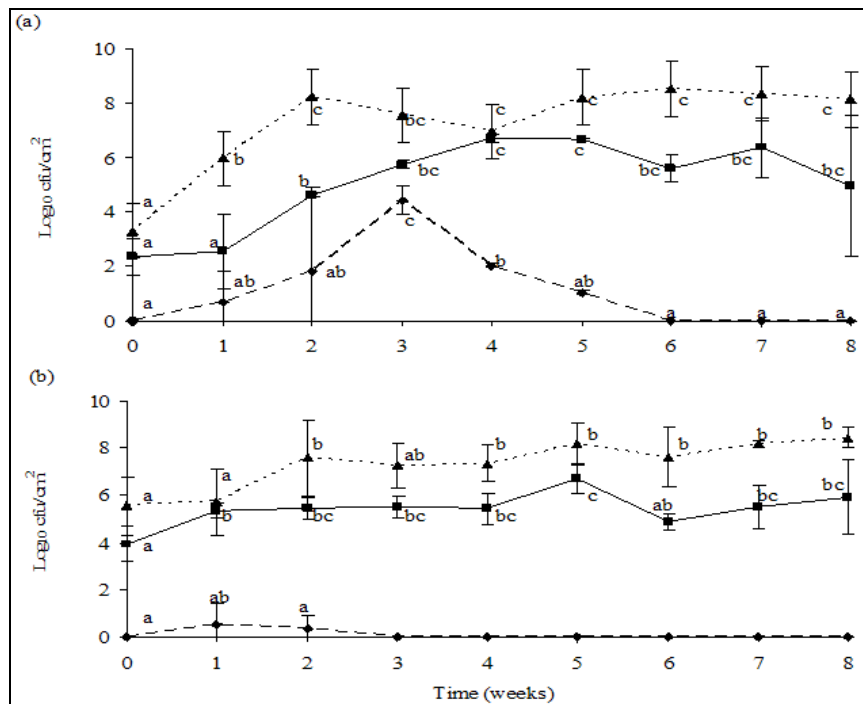 (a)
Logo cfu/cm²
10
8
6
4
2
0
a b c bc c c c c c
a a b bc c c bc bc bc
a ab ab c b ab a a a
0 1 2 3 4 5 6 7 8
(b)
Logo cfu/cm²
10
8
6
4
2
0
a a b ab b b b b b
a b bc bc bc c ab bc bc
a ab a
0 1 2 3 4 5 6 7 8
Time (weeks)